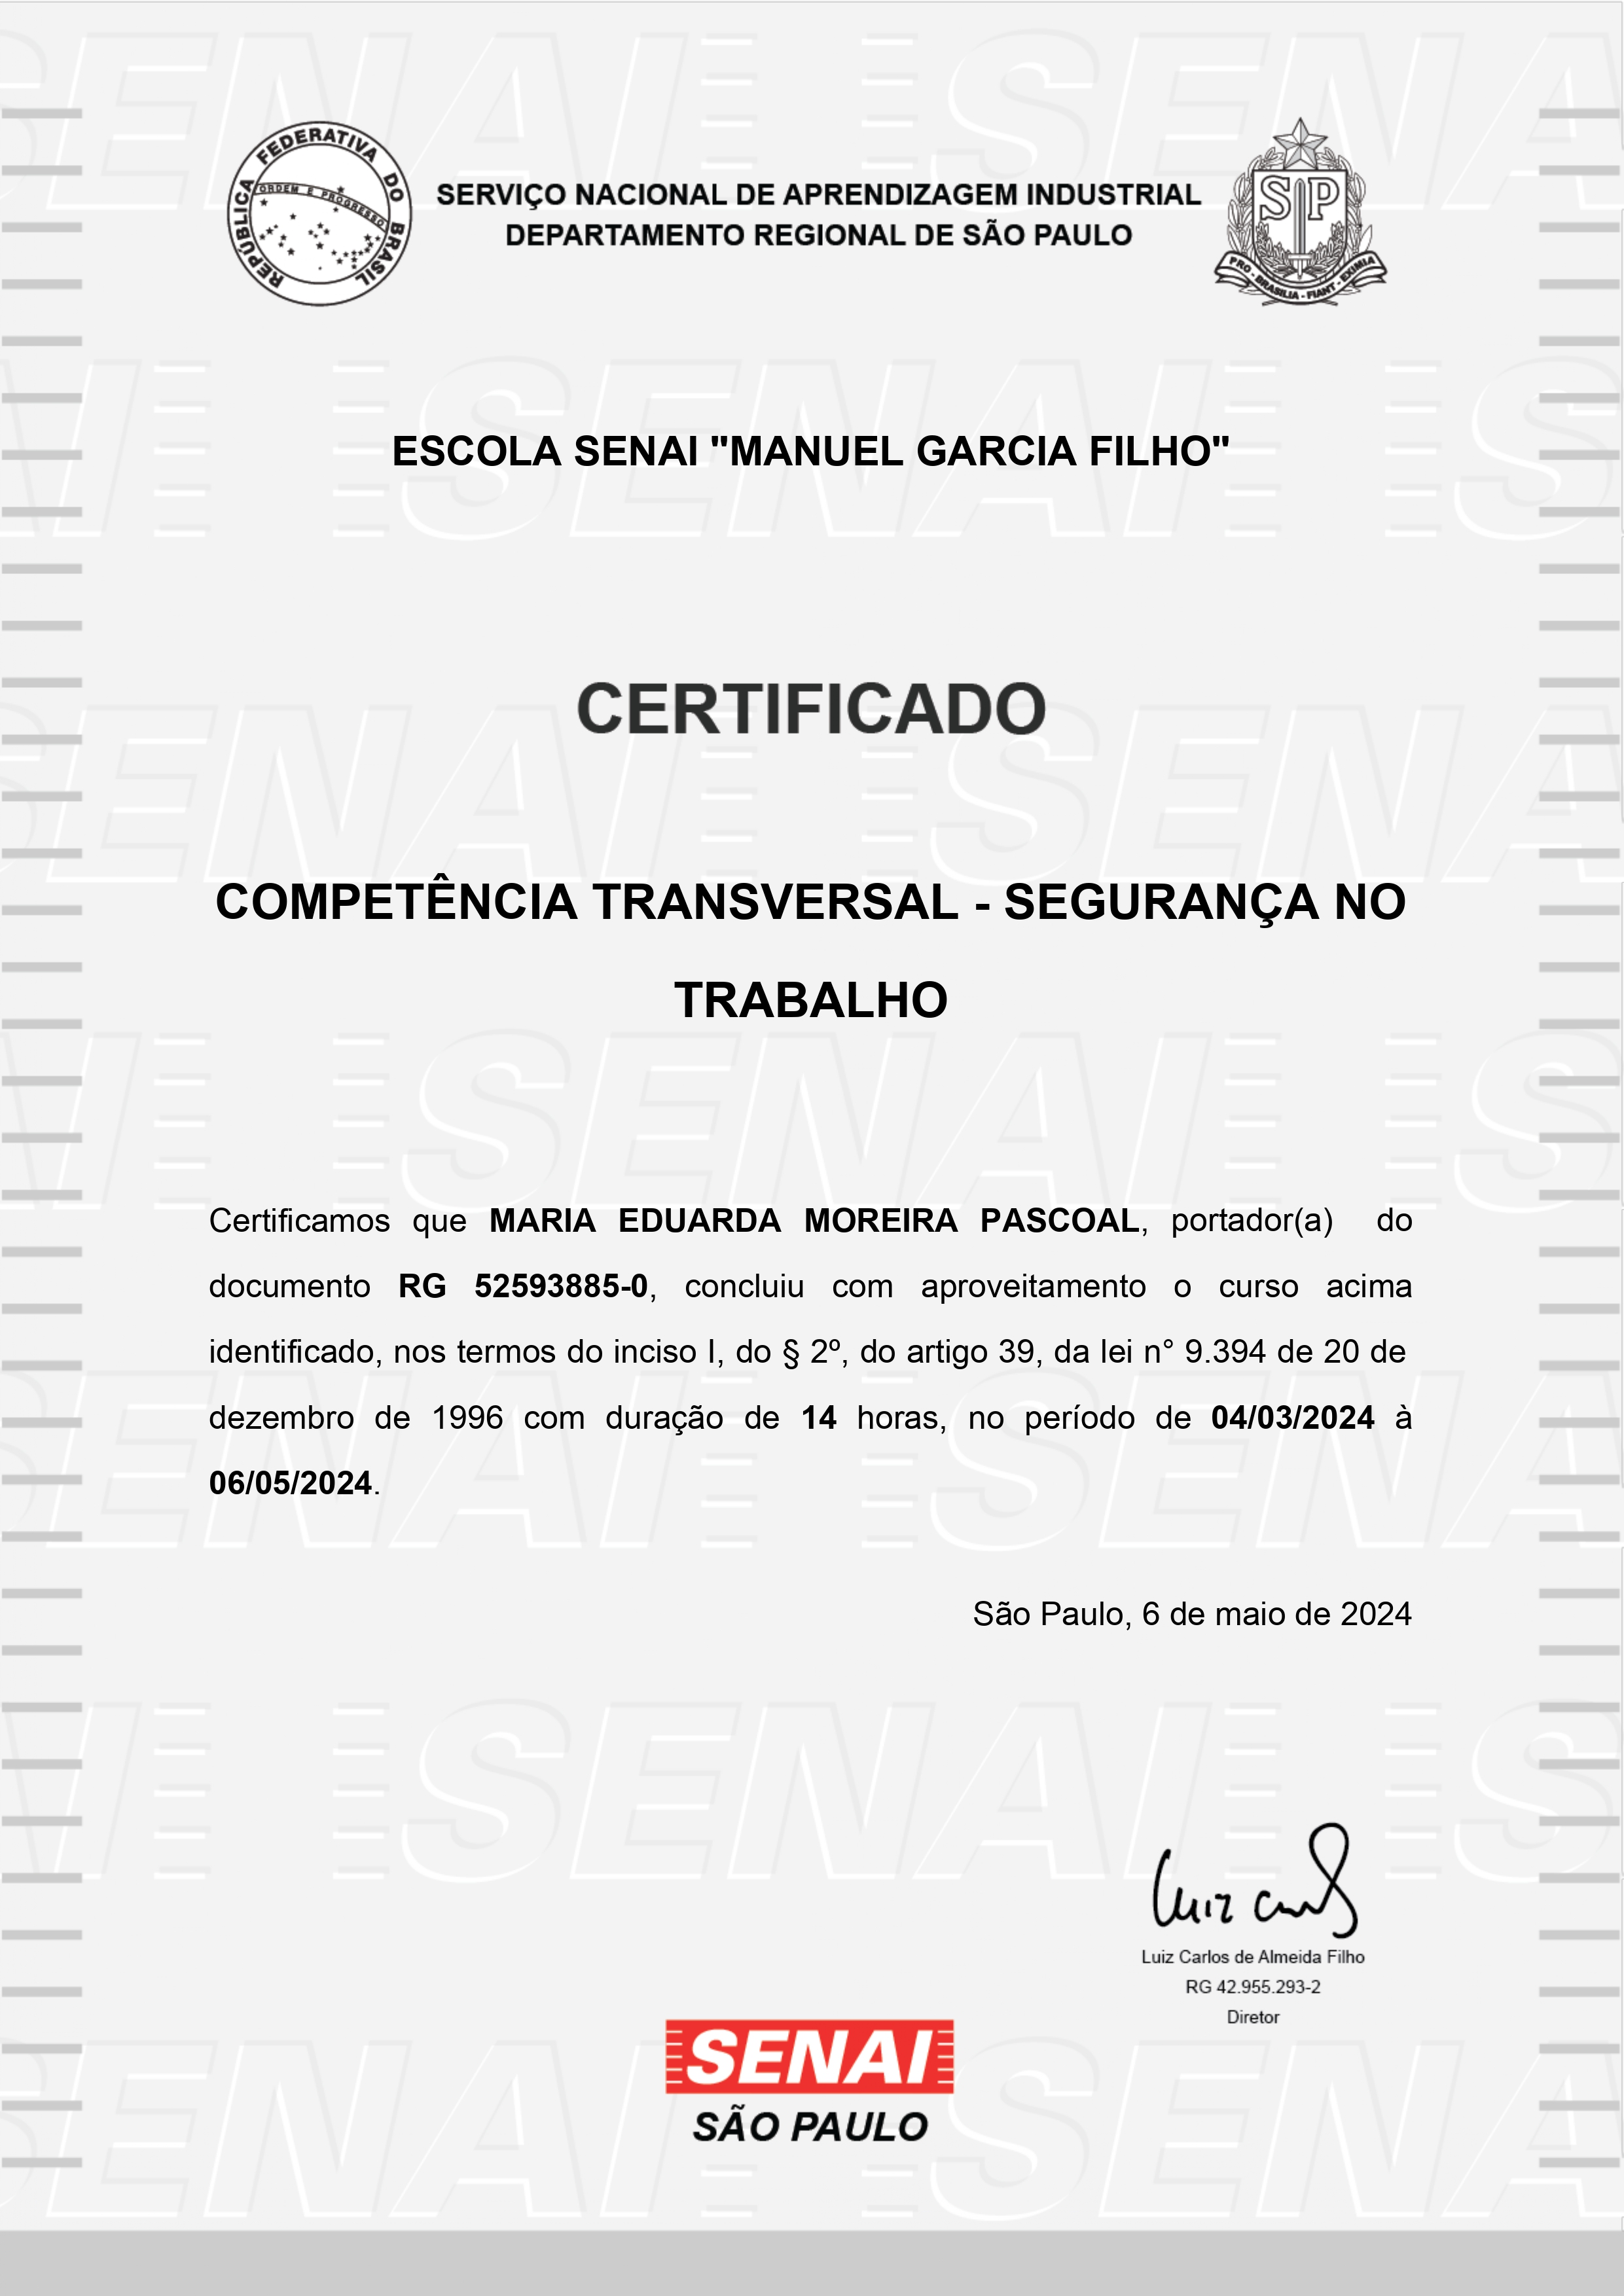 REPÚBLICA FEDERATIVA DO BRASIL
ORDEM E PROGRESSO
SERVIÇO NACIONAL DE APRENDIZAGEM INDUSTRIAL
DEPARTAMENTO REGIONAL DE SÃO PAULO
SP
PRO - BRASILIA - FIANT - EXIMIA
ESCOLA SENAI "MANUEL GARCIA FILHO"
CERTIFICADO
COMPETÊNCIA TRANSVERSAL - SEGURANÇA NO
TRABALHO
Certificamos que MARIA EDUARDA MOREIRA PASCOAL, portador(a) do
documento RG 52593885-0, concluiu com aproveitamento o curso acima
identificado, nos termos do inciso I, do § 2º, do artigo 39, da lei n° 9.394 de 20 de
dezembro de 1996 com duração de 14 horas, no período de 04/03/2024 à
06/05/2024.
São Paulo, 6 de maio de 2024
Luiz Carlos de Almeida Filho
RG 42.955.293-2
Diretor
SENAI
SÃO PAULO